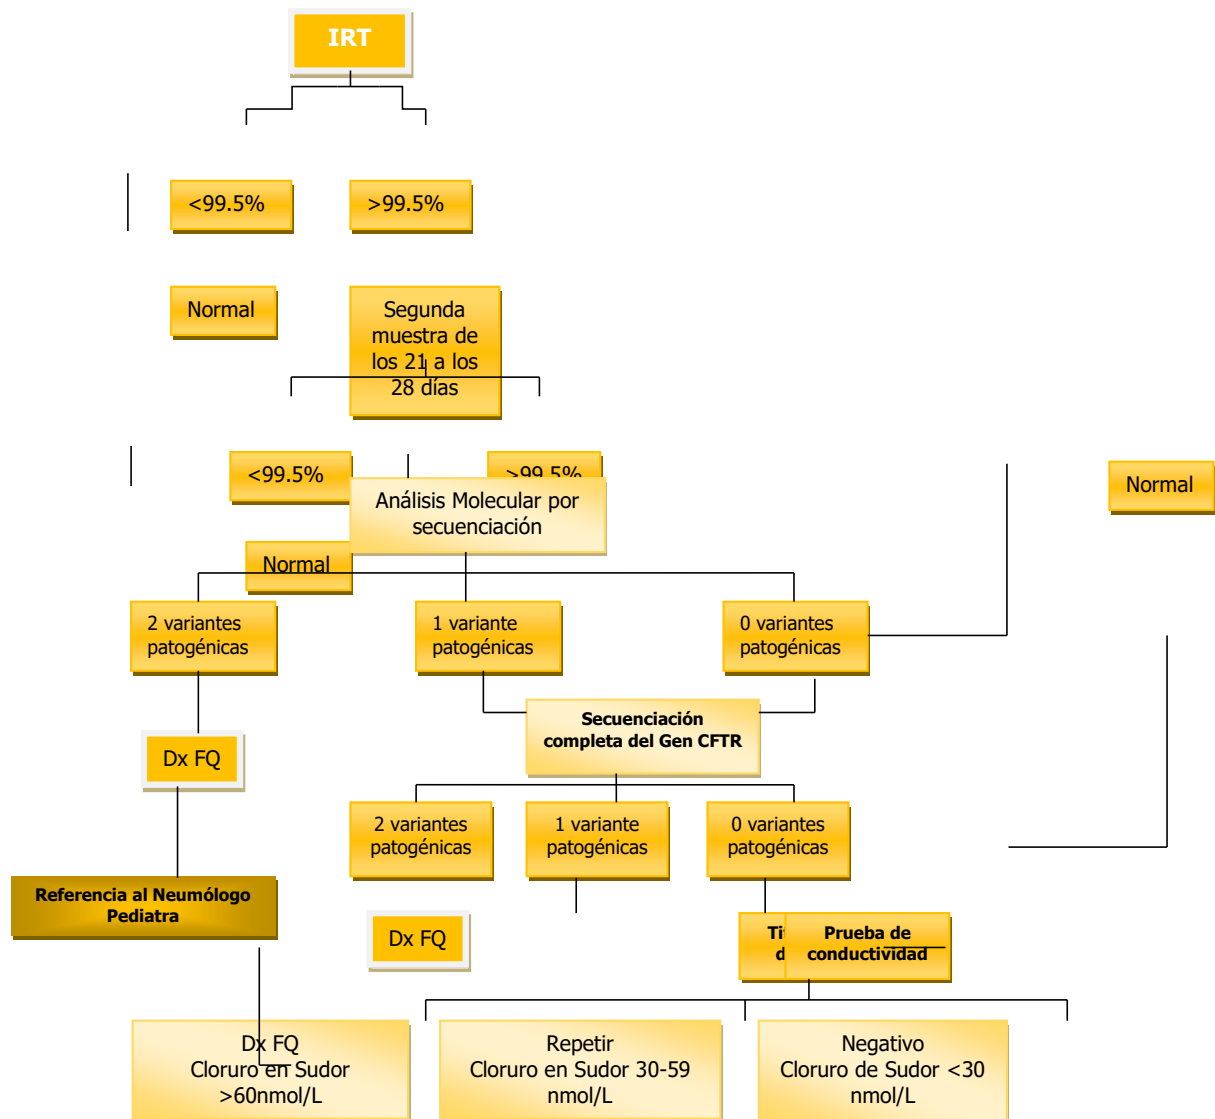 IRT
<99.5%
>99.5%
Normal
Segunda
muestra de
los 21 a los
28 días
<99.5%
>99.5%
Normal
Análisis Molecular por
secuenciación
Normal
2 variantes
patogénicas
1 variante
patogénicas
0 variantes
patogénicas
Secuenciación
completa del Gen CFTR
Dx FQ
2 variantes
patogénicas
1 variante
patogénicas
0 variantes
patogénicas
Referencia al Neumólogo
Pediatra
Dx FQ
Prueba de
conductividad
Dx FQ
Cloruro en Sudor
>60nmol/L
Repetir
Cloruro en Sudor 30-59
nmol/L
Negativo
Cloruro de Sudor <30
nmol/L